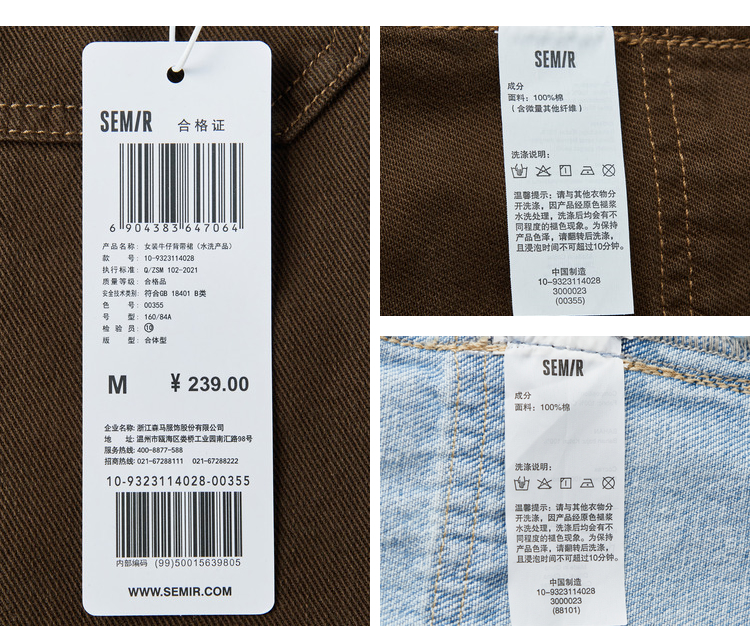 SEMIR 合格证
6 904383 647064
产品名称: 女装牛仔背带裙(水洗产品)
款 号: 10-9323114028
执行标准: Q/ZSM 102-2021
质量等级: 合格品
安全技术类别: 符合GB 18401 B类
色 号: 00355
号 型: 160/84A
检 验 员: ⑩
版 型: 合体型
M ¥ 239.00
企业名称: 浙江森马服饰股份有限公司
地 址: 温州市瓯海区娄桥工业园南汇路98号
服务热线: 400-8877-588
招商热线: 021-67288111 021-67288222
10-9323114028-00355
内部编码 (99)50015639805
WWW.SEMIR.COM
SEMIR
成分
面料: 100%棉
(含微量其他纤维)
洗涤说明:
温馨提示: 请与其他衣物分
开洗涤, 因产品经原色褪浆
水洗处理, 洗涤后均会有不
同程度的褪色现象。为保持
产品色泽, 请翻转后洗涤,
且浸泡时间不可超过10分钟。
中国制造
10-9323114028
3000023
(00355)
SEMIR
成分
面料: 100%棉
洗涤说明:
温馨提示: 请与其他衣物分
开洗涤, 因产品经原色褪浆
水洗处理, 洗涤后均会有不
同程度的褪色现象。为保持
产品色泽, 请翻转后洗涤,
且浸泡时间不可超过10分钟。
中国制造
10-9323114028
3000023
(88101)